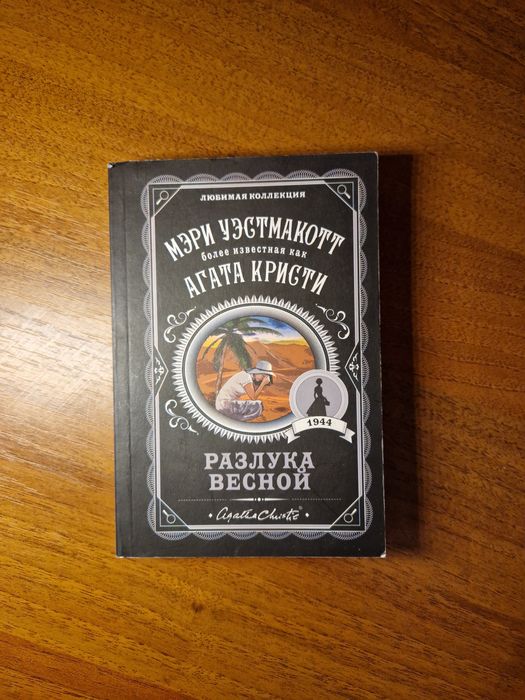 ЛЮБИМАЯ КОЛЛЕКЦИЯ
МЭРИ УЭСТМАКОТТ
более известная как
АГАТА КРИСТИ
1944
РАЗЛУКА
ВЕСНОЙ
Agatha Christie®